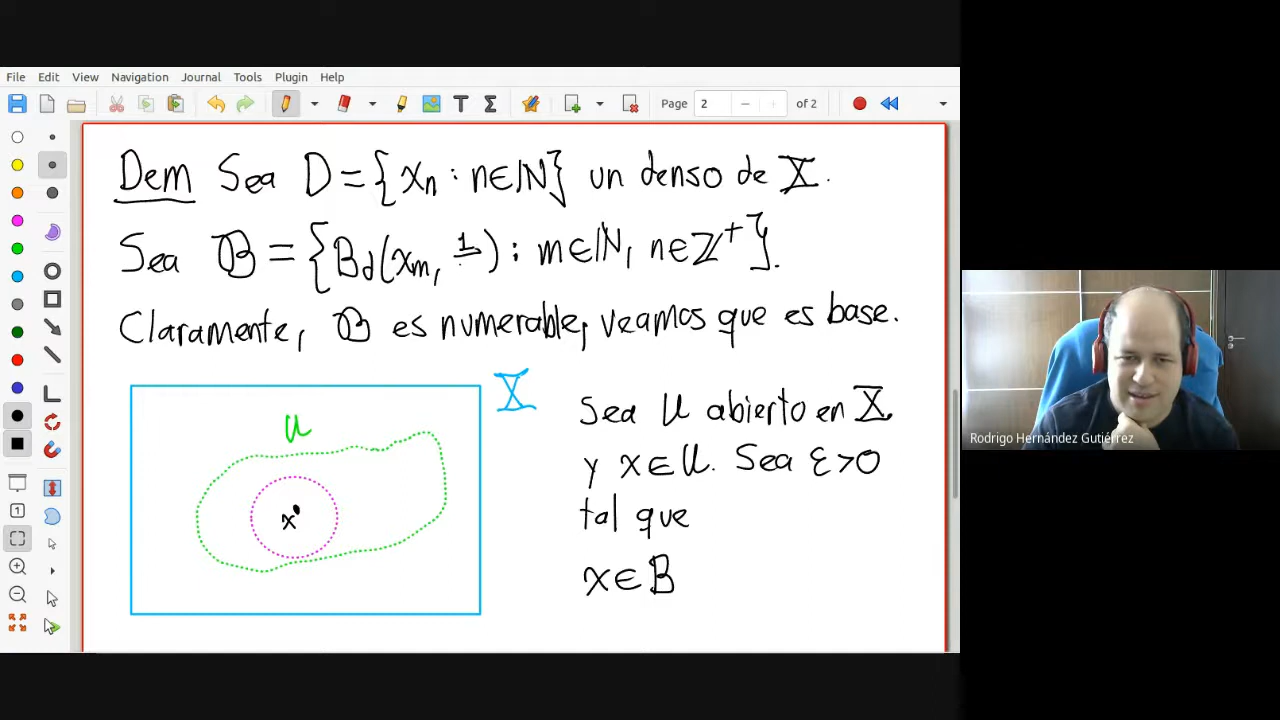 File Edit View Navigation Journal Tools Plugin Help
Page 2 of 2
Dem Sea D = {xₙ : n∈ℕ} un denso de X.
Sea ℬ = {B_d(xₘ, 1) : m∈ℕ, n∈ℤ⁺}.
Claramente, ℬ es numerable, veamos que es base.
X
U
x
Sea U abierto en X
y x∈U. Sea ε>0
tal que
x∈B
Rodrigo Hernández Gutiérrez